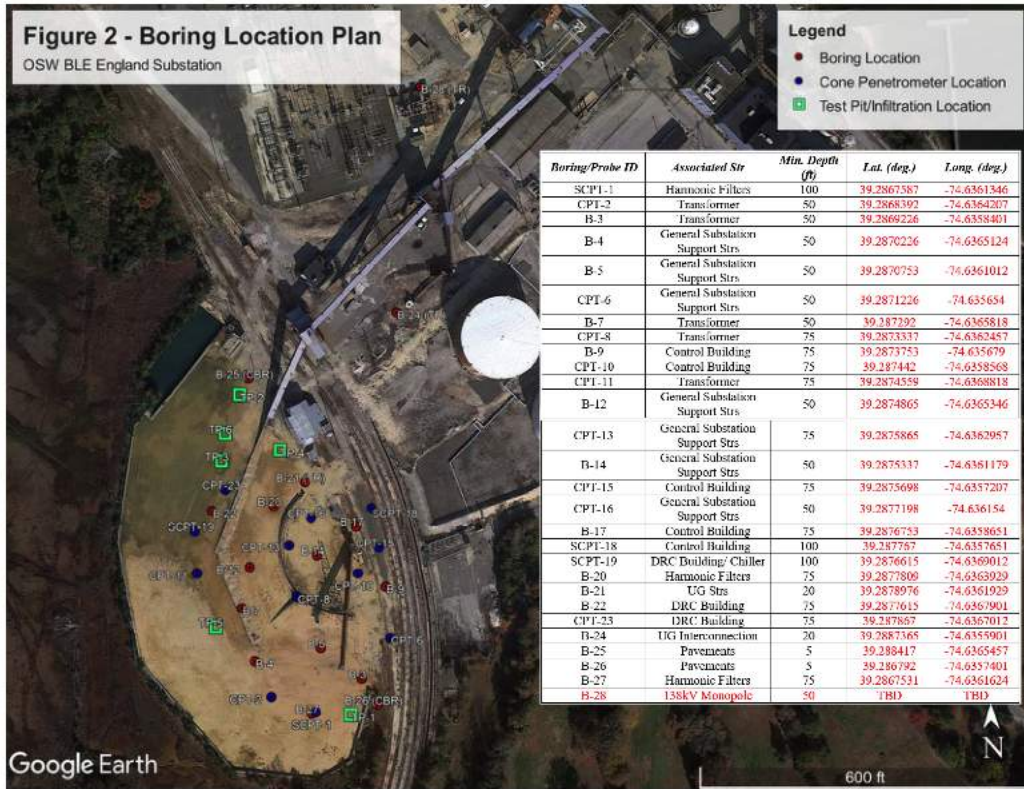 Figure 2 - Boring Location Plan
OSW BLE England Substation
Legend
Boring Location
Cone Penetrometer Location
Test Pit/Infiltration Location
Boring/Probe ID Associated Str Min. Depth (ft) Lat. (deg.) Long. (deg.)
SCPT-1 Harmonic Filters 100 39.2867587 -74.6361346
CPT-2 Transformer 50 39.2868392 -74.6364207
B-3 Transformer 50 39.2869226 -74.6358401
B-4 General Substation Support Strs 50 39.2870226 -74.6365124
B-5 General Substation Support Strs 50 39.2870753 -74.6361012
CPT-6 General Substation Support Strs 50 39.2871226 -74.635654
B-7 Transformer 50 39.287292 -74.6365818
CPT-8 Transformer 75 39.2873337 -74.6362457
B-9 Control Building 75 39.2873753 -74.635679
CPT-10 Control Building 75 39.287442 -74.6358568
CPT-11 Transformer 75 39.2874559 -74.6368818
B-12 General Substation Support Strs 50 39.2874865 -74.6365346
CPT-13 General Substation Support Strs 75 39.2875865 -74.6362957
B-14 General Substation Support Strs 50 39.2875337 -74.6361179
CPT-15 Control Building 75 39.2875698 -74.6357207
CPT-16 General Substation Support Strs 50 39.2877198 -74.636154
B-17 Control Building 75 39.2876753 -74.6358651
SCPT-18 Control Building 100 39.287767 -74.6357651
SCPT-19 DRC Building/ Chiller 100 39.2876615 -74.6369012
B-20 Harmonic Filters 75 39.2877809 -74.6363929
B-21 UG Strs 20 39.2878976 -74.6361929
B-22 DRC Building 75 39.2877615 -74.6367901
CPT-23 DRC Building 75 39.287867 -74.6367012
B-24 UG Interconnection 20 39.2887365 -74.6355901
B-25 Pavements 5 39.288417 -74.6365457
B-26 Pavements 5 39.286792 -74.6357401
B-27 Harmonic Filters 75 39.2867531 -74.6361624
B-28 138kV Monopole 50 TBD TBD
B-25 (CBR)
TP-2
TP-6
TP-3
CPT-23
B-20
B-17
SCPT-18
SCPT-19
B-9
CPT-8
CPT-6
B-4
CPT-2
B-26 (CBR)
TP-1
SCPT-1
Google Earth
600 ft
N